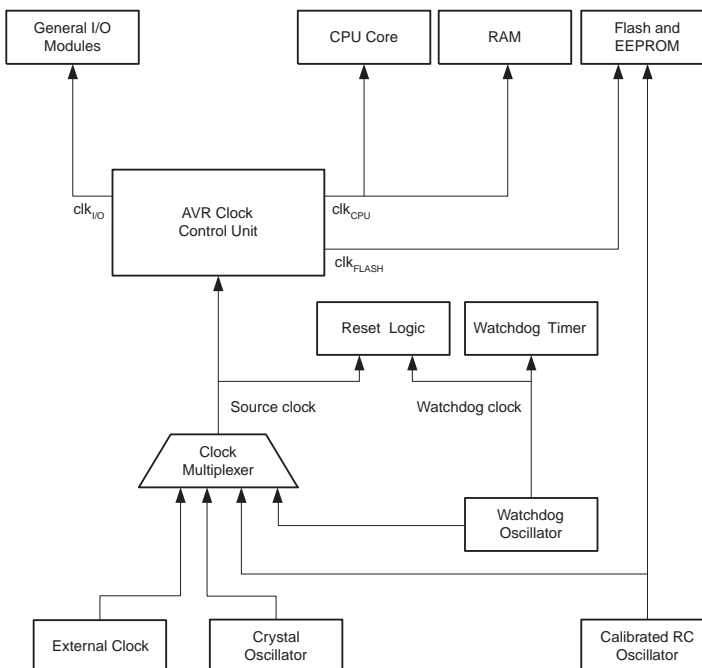 General I/O
Modules
CPU Core
RAM
Flash and
EEPROM
clkI/O
AVR Clock
Control Unit
clkCPU
clkFLASH
Reset Logic
Watchdog Timer
Source clock
Watchdog clock
Clock
Multiplexer
Watchdog
Oscillator
External Clock
Crystal
Oscillator
Calibrated RC
Oscillator